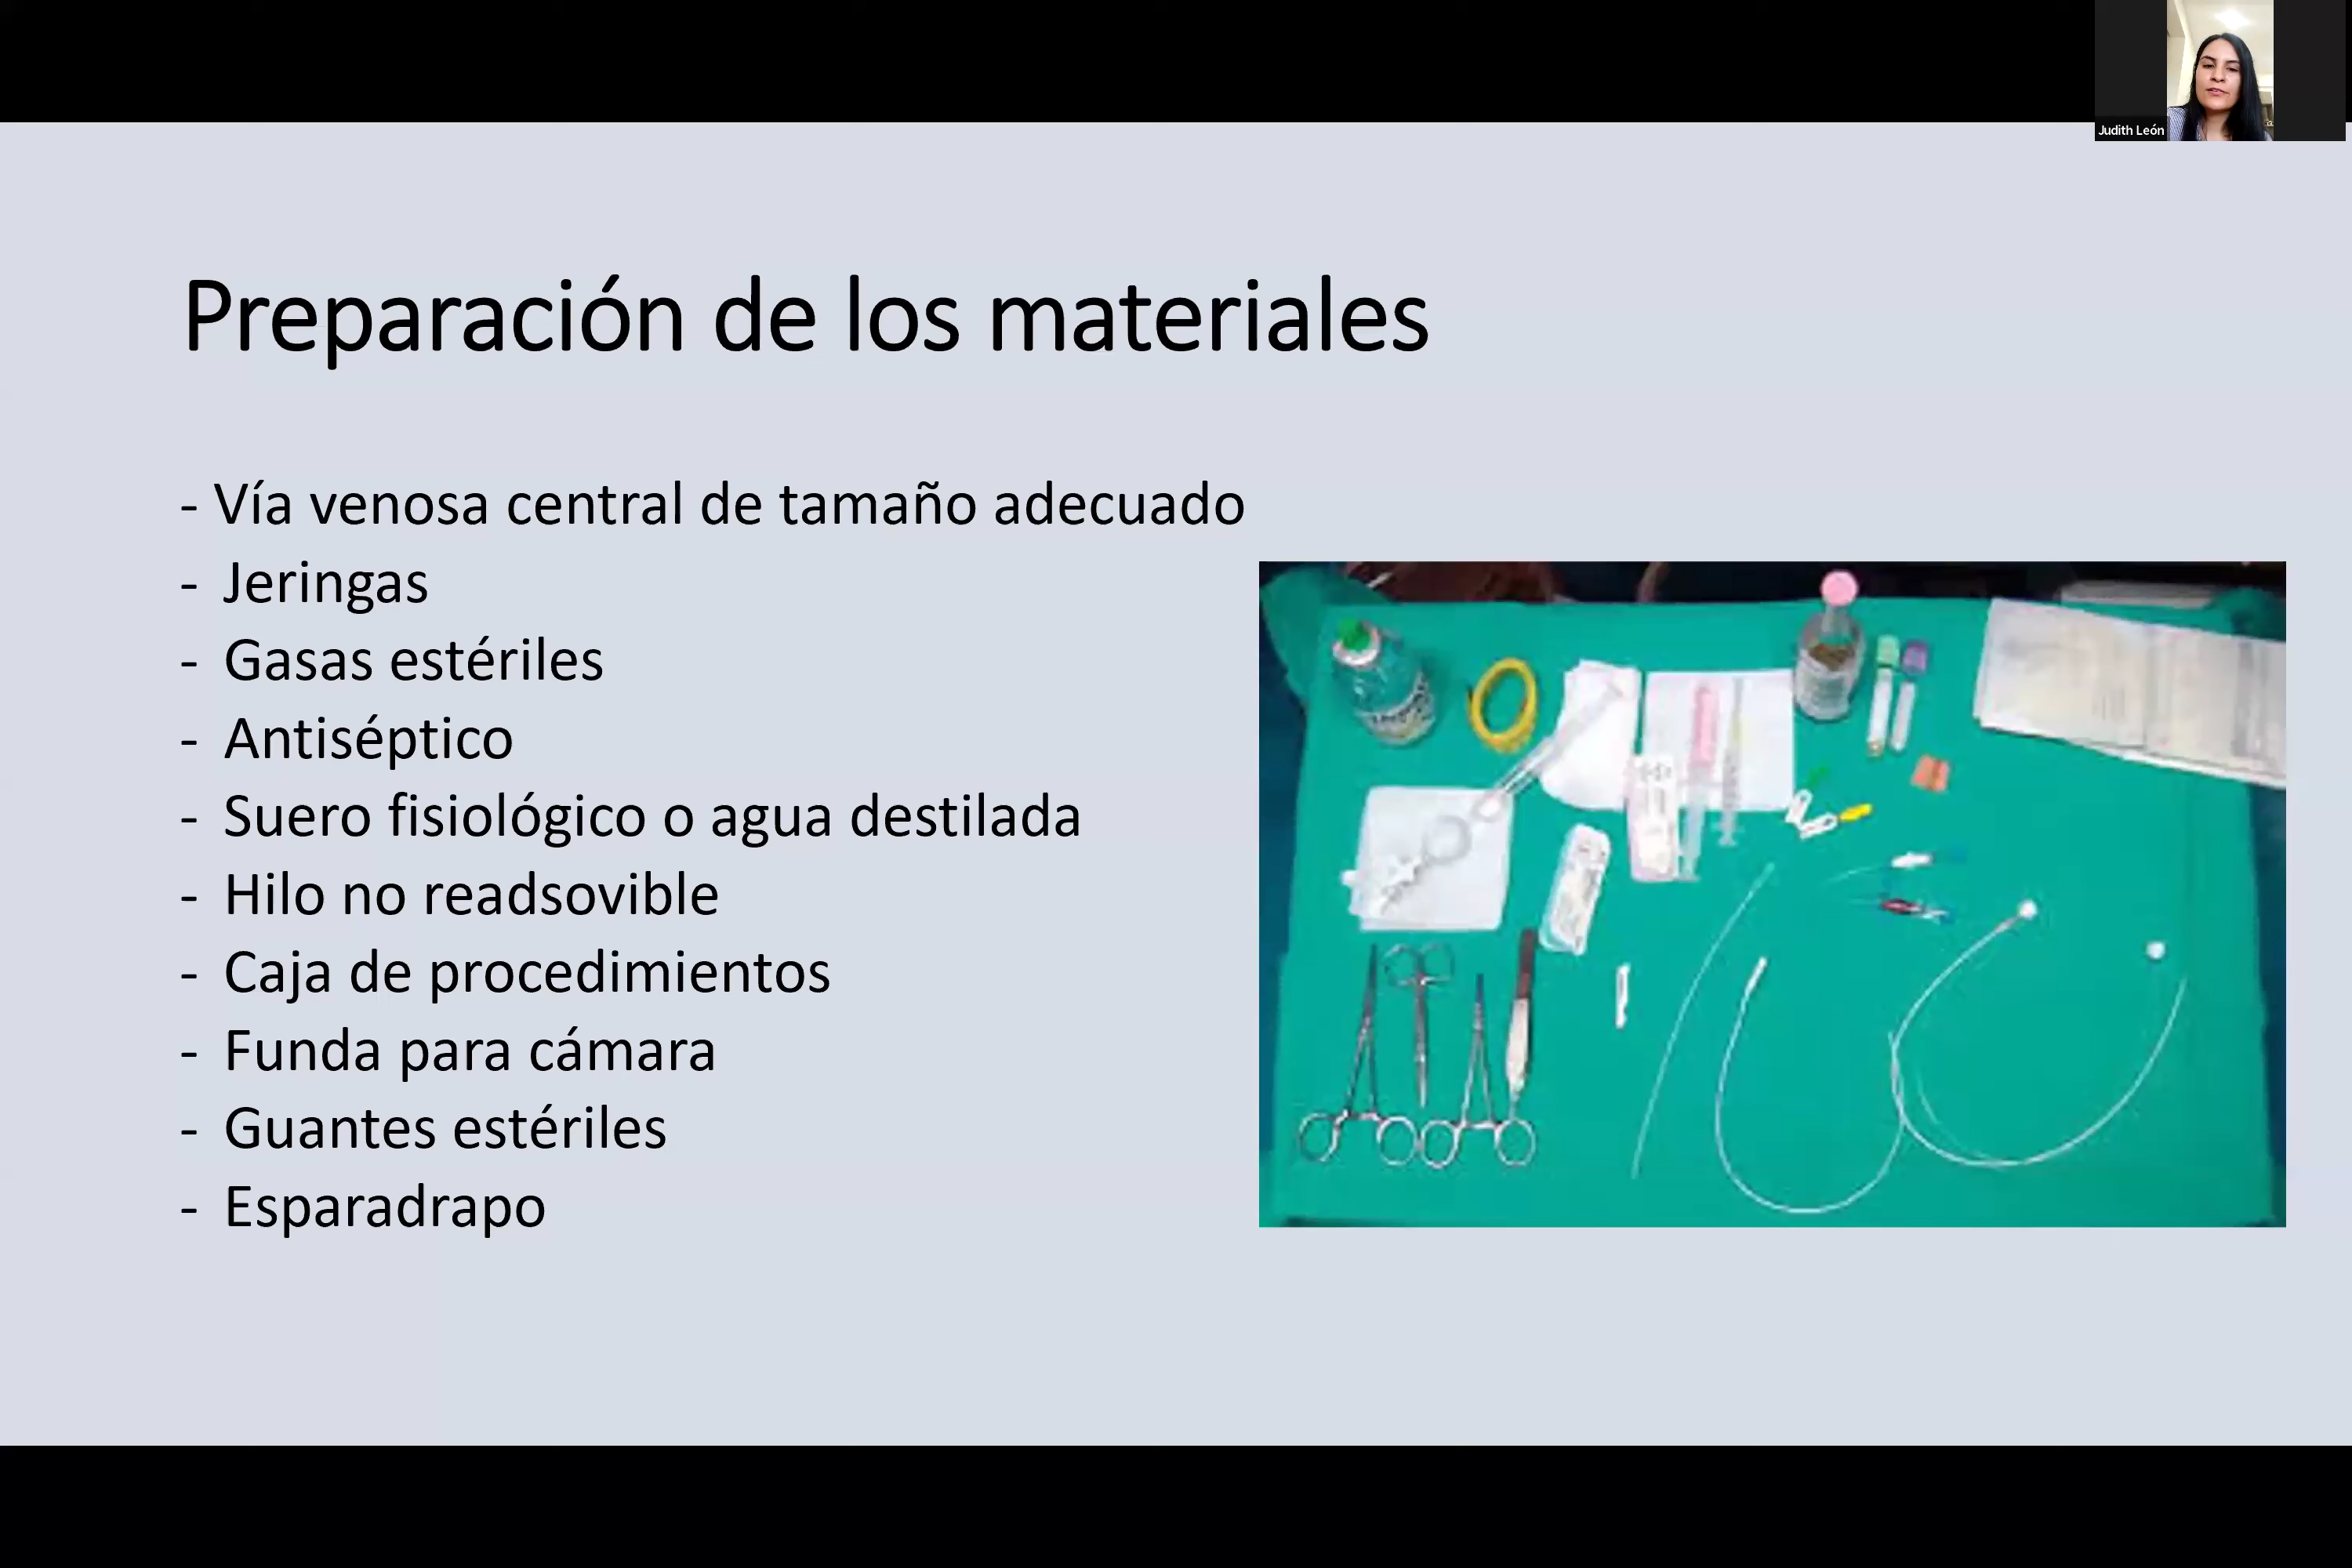 Judith León
Preparación de los materiales
- Vía venosa central de tamaño adecuado
- Jeringas
- Gasas estériles
- Antiséptico
- Suero fisiológico o agua destilada
- Hilo no readsovible
- Caja de procedimientos
- Funda para cámara
- Guantes estériles
- Esparadrapo